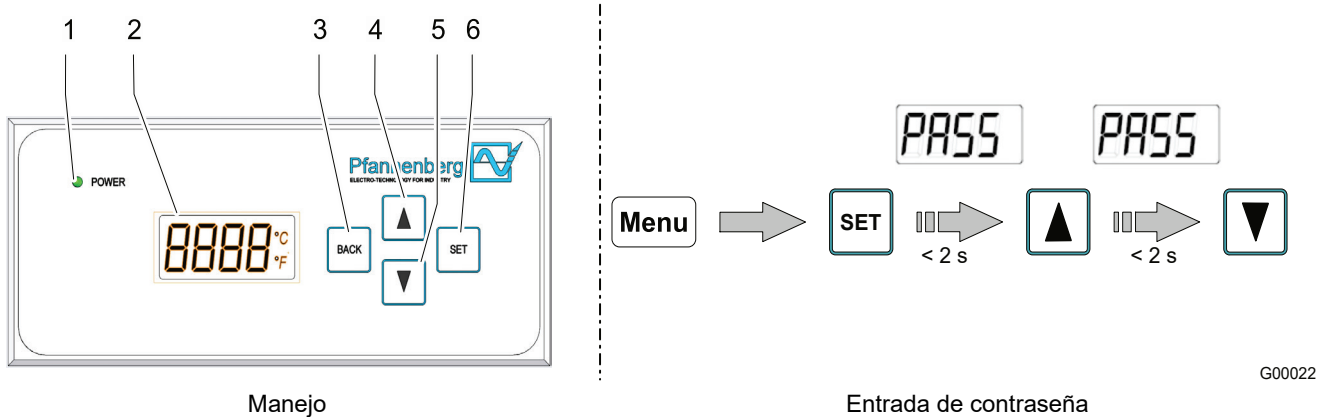 1 2 3 4 5 6
POWER
8888 °C °F
Pfannenberg
ELECTRO-TECHNOLOGY FOR INDUSTRY
BACK
▲
▼
SET
PASS PASS
Menu SET ▲ ▼
< 2 s < 2 s
G00022
Manejo
Entrada de contraseña